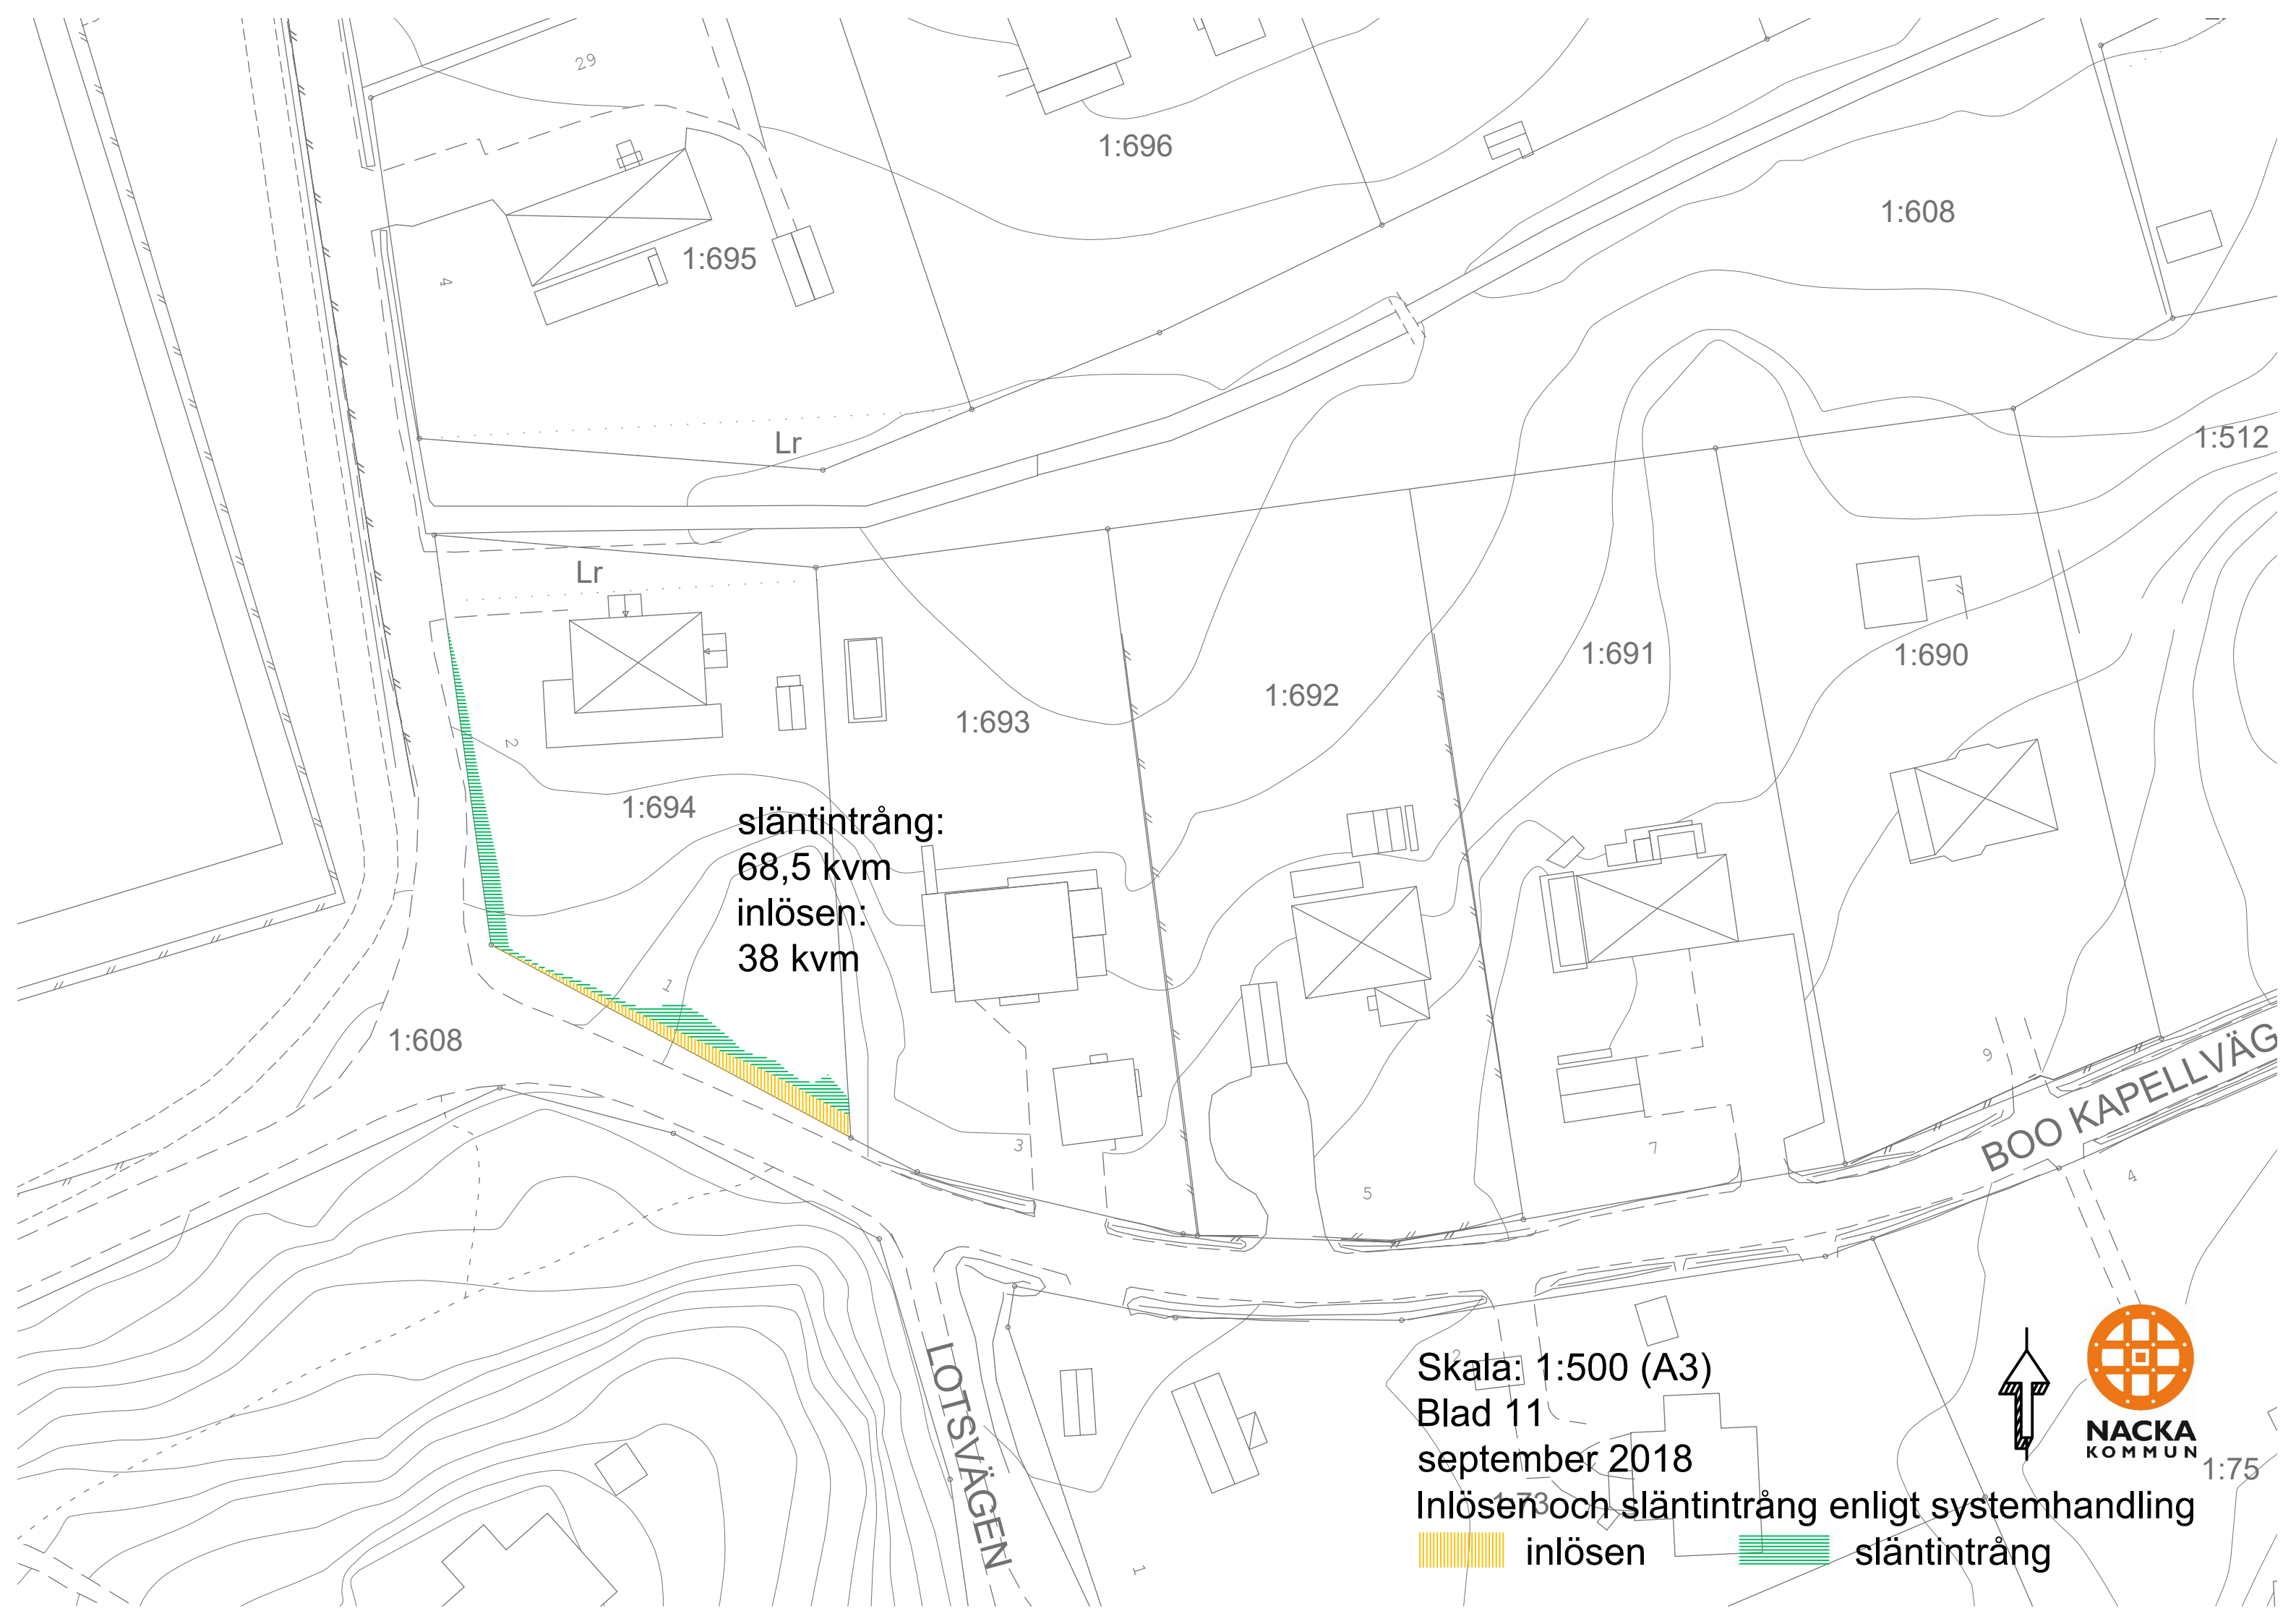 29
1:696
1:608
1:695
4
1:512
Lr
Lr
1:691
1:690
1:692
1:693
2
1:694
släntintrång:
68,5 kvm
inlösen:
38 kvm
1
1:608
9
BOO KAPELLVÄG
3
7
5
4
LOTSVÄGEN
2
Skala: 1:500 (A3)
Blad 11
september 2018
1:73
Inlösen och släntintrång enligt systemhandling
inlösen
släntintrång
NACKA
KOMMUN
1:75
1